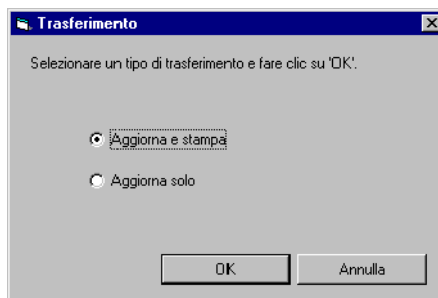 Trasferimento
Selezionare un tipo di trasferimento e fare clic su 'OK'.
Aggiorna e stampa
Aggiorna solo
OK Annulla